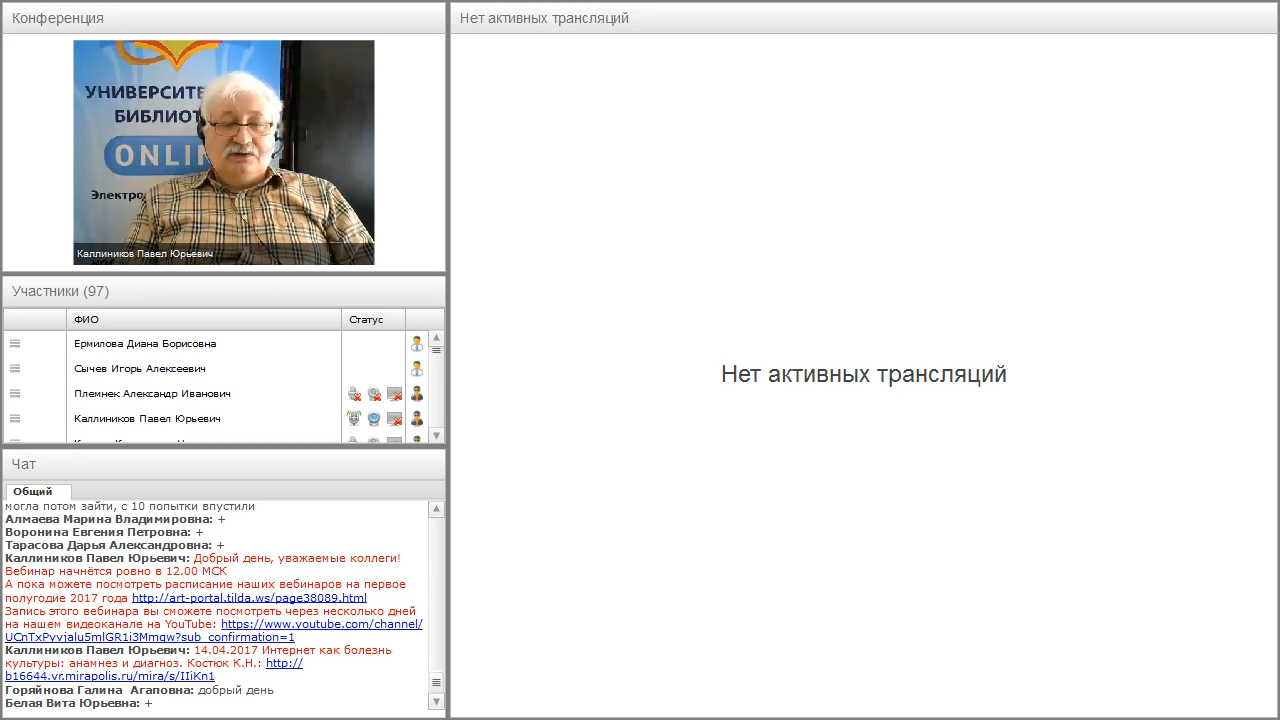 Конференция
УНИВЕРСИТЕ
БИБЛИОТ
ONLIN
Электро
Каллиников Павел Юрьевич
Участники (97)
ФИО Статус
Ермилова Диана Борисовна
Сычев Игорь Алексеевич
Племнек Александр Иванович
Каллиников Павел Юрьевич
Чат
Общий
могла потом зайти, с 10 попытки впустили
Алмаева Марина Владимировна: +
Воронина Евгения Петровна: +
Тарасова Дарья Александровна: +
Каллиников Павел Юрьевич: Добрый день, уважаемые коллеги!
Вебинар начнётся ровно в 12.00 МСК
А пока можете посмотреть расписание наших вебинаров на первое
полугодие 2017 года http://art-portal.tilda.ws/page38089.html
Запись этого вебинара вы сможете посмотреть через несколько дней
на нашем видеоканале на YouTube: https://www.youtube.com/channel/
UCnTxPyvjalu5mlGR1i3Mmqw?sub_confirmation=1
Каллиников Павел Юрьевич: 14.04.2017 Интернет как болезнь
культуры: анамнез и диагноз. Костюк К.Н.: http://
b16644.vr.mirapolis.ru/mira/s/IIiKn1
Горяйнова Галина Агаповна: добрый день
Белая Вита Юрьевна: +
Нет активных трансляций
Нет активных трансляций